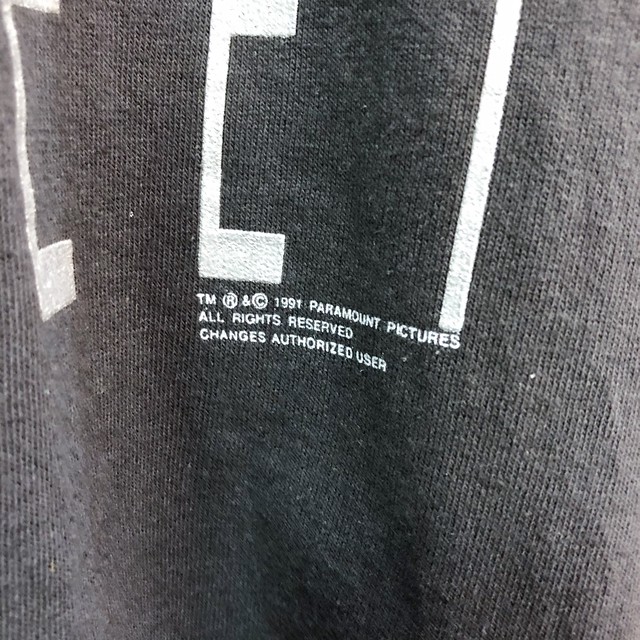 TM ® & © 1991 PARAMOUNT PICTURES
ALL RIGHTS RESERVED
CHANGES AUTHORIZED USER